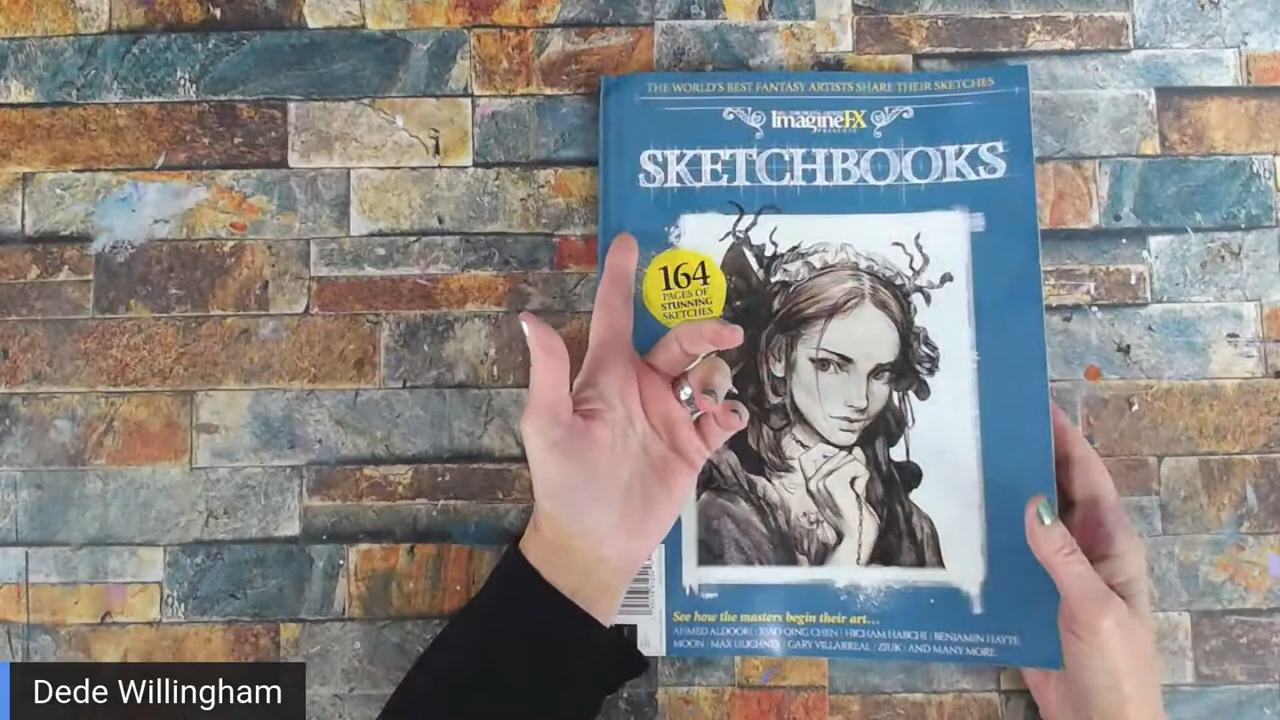 THE WORLD'S BEST FANTASY ARTISTS SHARE THEIR SKETCHES
ImagineFX
PRESENTS
SKETCHBOOKS
164
PAGES OF
STUNNING
SKETCHES
See how the masters begin their art...
AHMED ALDOORI | XIAO QING CHEN | HICHAM HABCHI | BENJAMIN HAYTE
MOON MAX ULICHNEY | GARY VILLARREAL | ZIUK | AND MANY MORE
Dede Willingham